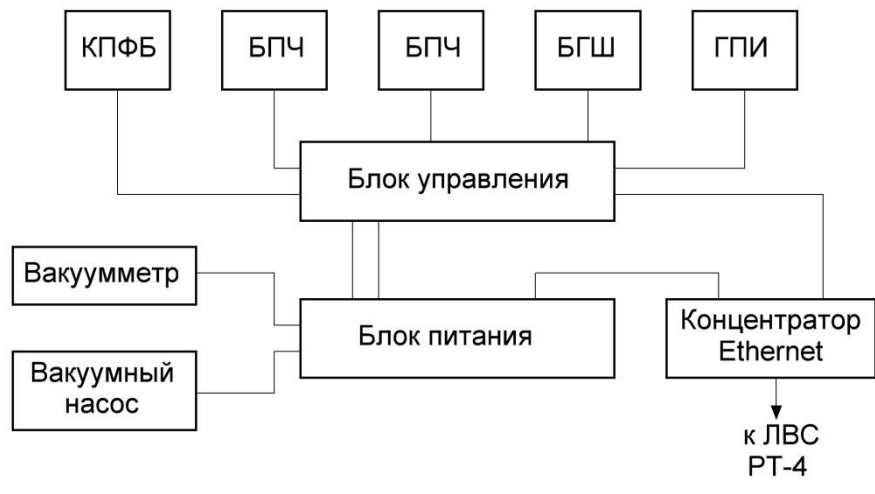 КПФБ
БПЧ
БПЧ
БГШ
ГПИ
Блок управления
Вакуумметр
Блок питания
Концентратор
Ethernet
Вакуумный
насос
к ЛВС
РТ-4